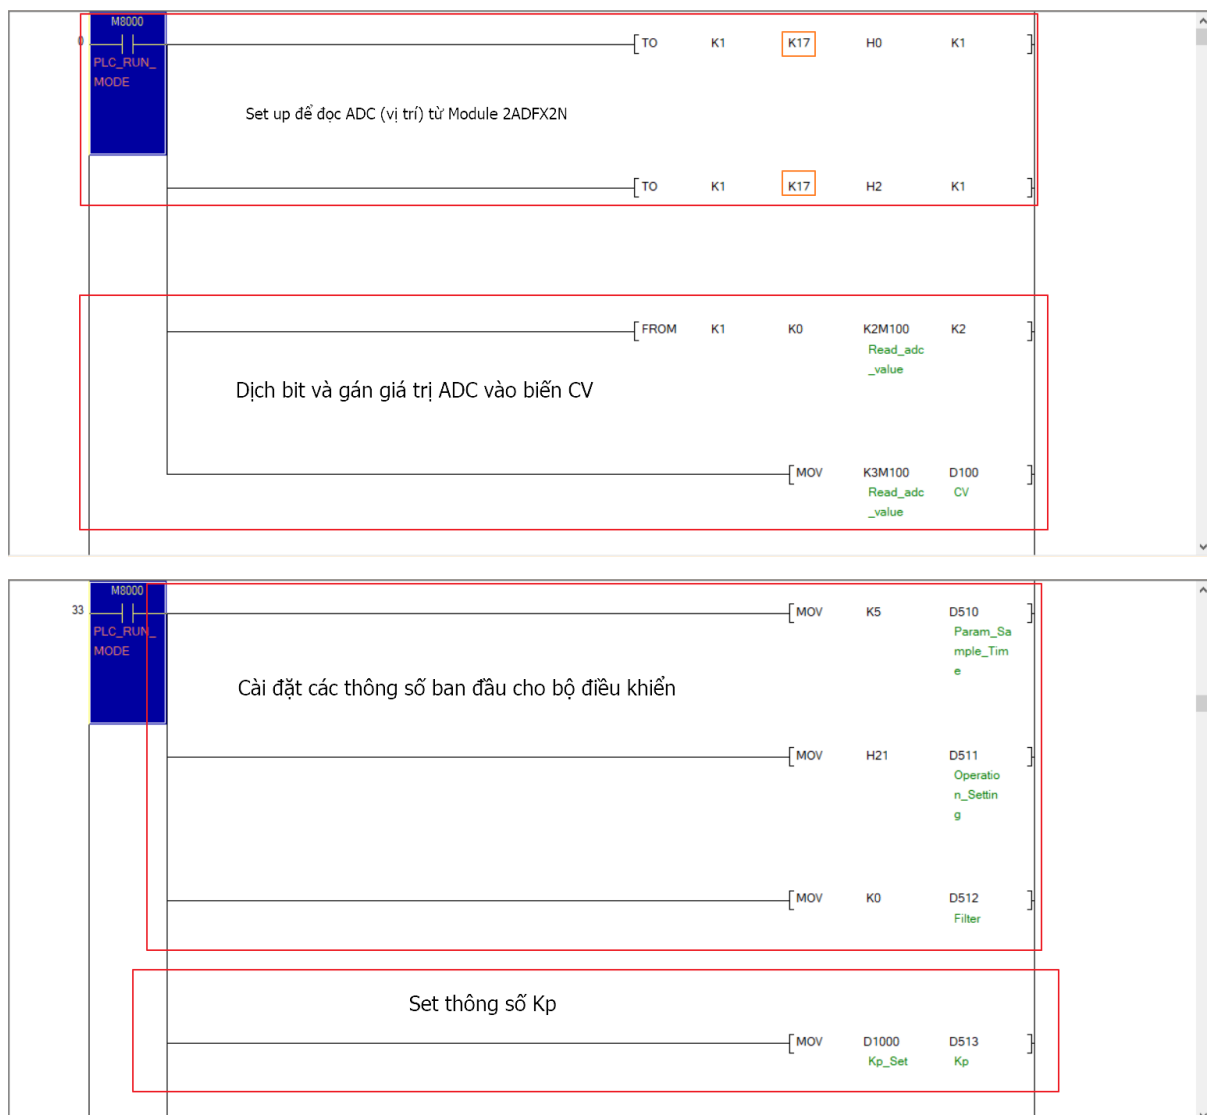 M8000
0
TO K1 K17 H0 K1
PLC_RUN_
MODE
Set up để đọc ADC (vị trí) từ Module 2ADFX2N
TO K1 K17 H2 K1
FROM K1 K0 K2M100 K2
Read_adc
_value
Dịch bit và gán giá trị ADC vào biến CV
MOV K3M100 D100
Read_adc CV
_value
M8000
33
MOV K5 D510
PLC_RUN_
MODE
Param_Sa
mple_Tim
e
Cài đặt các thông số ban đầu cho bộ điều khiển
MOV H21 D511
Operatio
n_Settin
g
MOV K0 D512
Filter
Set thông số Kp
MOV D1000 D513
Kp_Set Kp